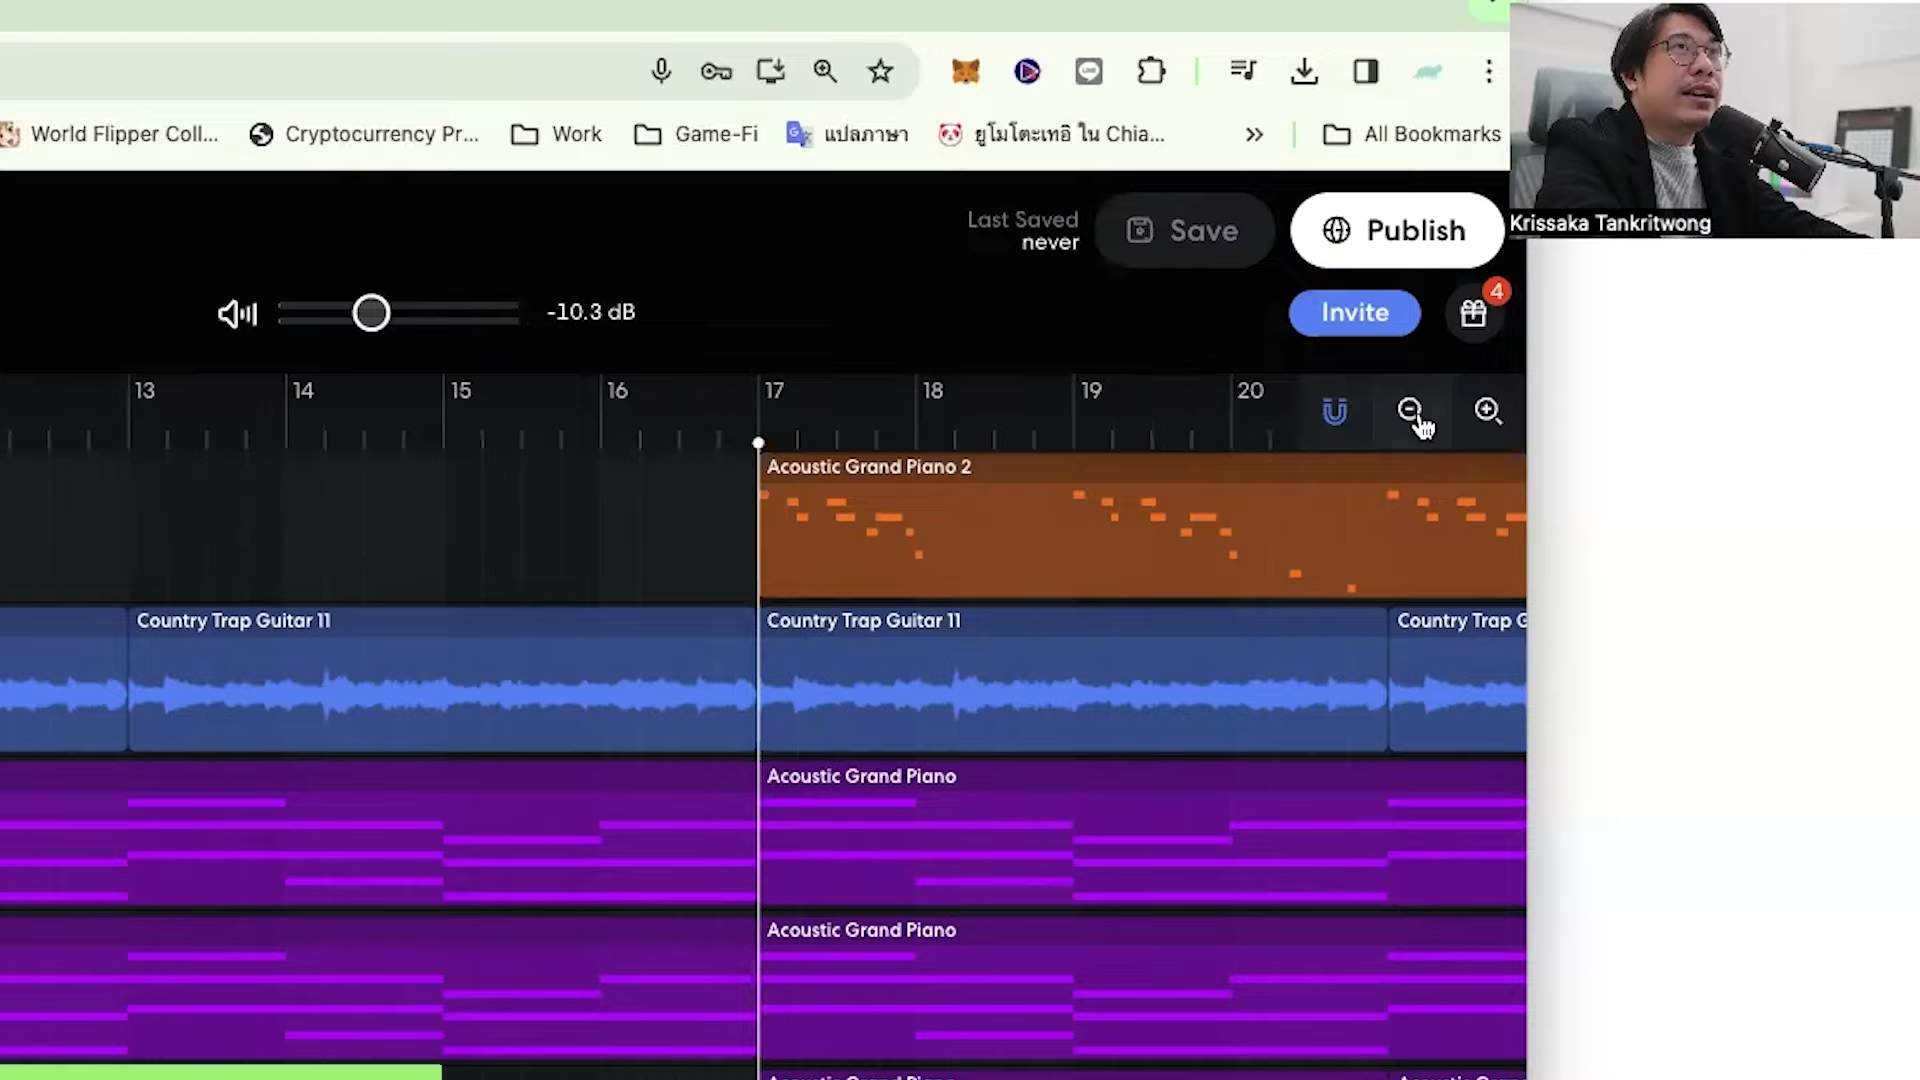 World Flipper Coll...
Cryptocurrency Pr...
Work
Game-Fi
แปลภาษา
ยูโมโตะเทอิ ใน Chia...
All Bookmarks
Krissaka Tankritwong
Last Saved
never
Save
Publish
-10.3 dB
Invite
4
13 14 15 16 17 18 19 20
Acoustic Grand Piano 2
Country Trap Guitar 11
Country Trap Guitar 11
Country Trap G
Acoustic Grand Piano
Acoustic Grand Piano